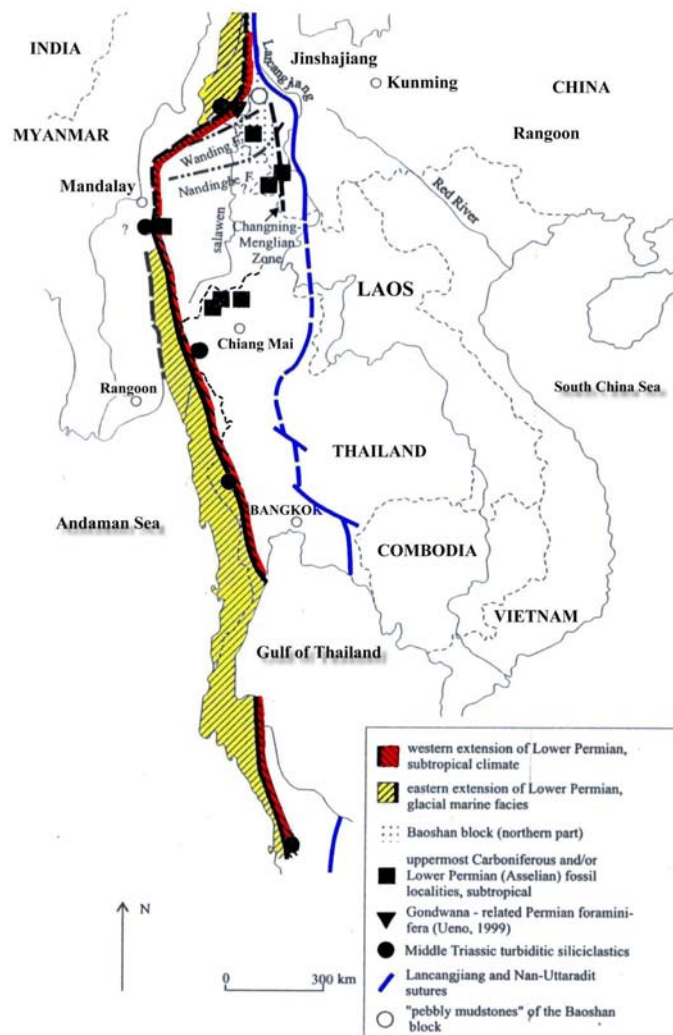 INDIA
Jinshajiang
Lancangjiang
Kunming
CHINA
MYANMAR
Rangoon
Wanding F.
Mandalay
Nandinghe F.
?
Red River
?
salawen
Changning-
Menglian
Zone
LAOS
Chiang Mai
Rangoon
South China Sea
THAILAND
Andaman Sea
BANGKOK
COMBODIA
VIETNAM
Gulf of Thailand
western extension of Lower Permian,
subtropical climate
eastern extension of Lower Permian,
glacial marine facies
Baoshan block (northern part)
uppermost Carboniferous and/or
Lower Permian (Asselian) fossil
localities, subtropical
Gondwana - related Permian foramini-
fera (Ueno, 1999)
Middle Triassic turbiditic siliciclastics
Lancangjiang and Nan-Uttaradit
sutures
"pebbly mudstones" of the Baoshan
block
N
0 300 km